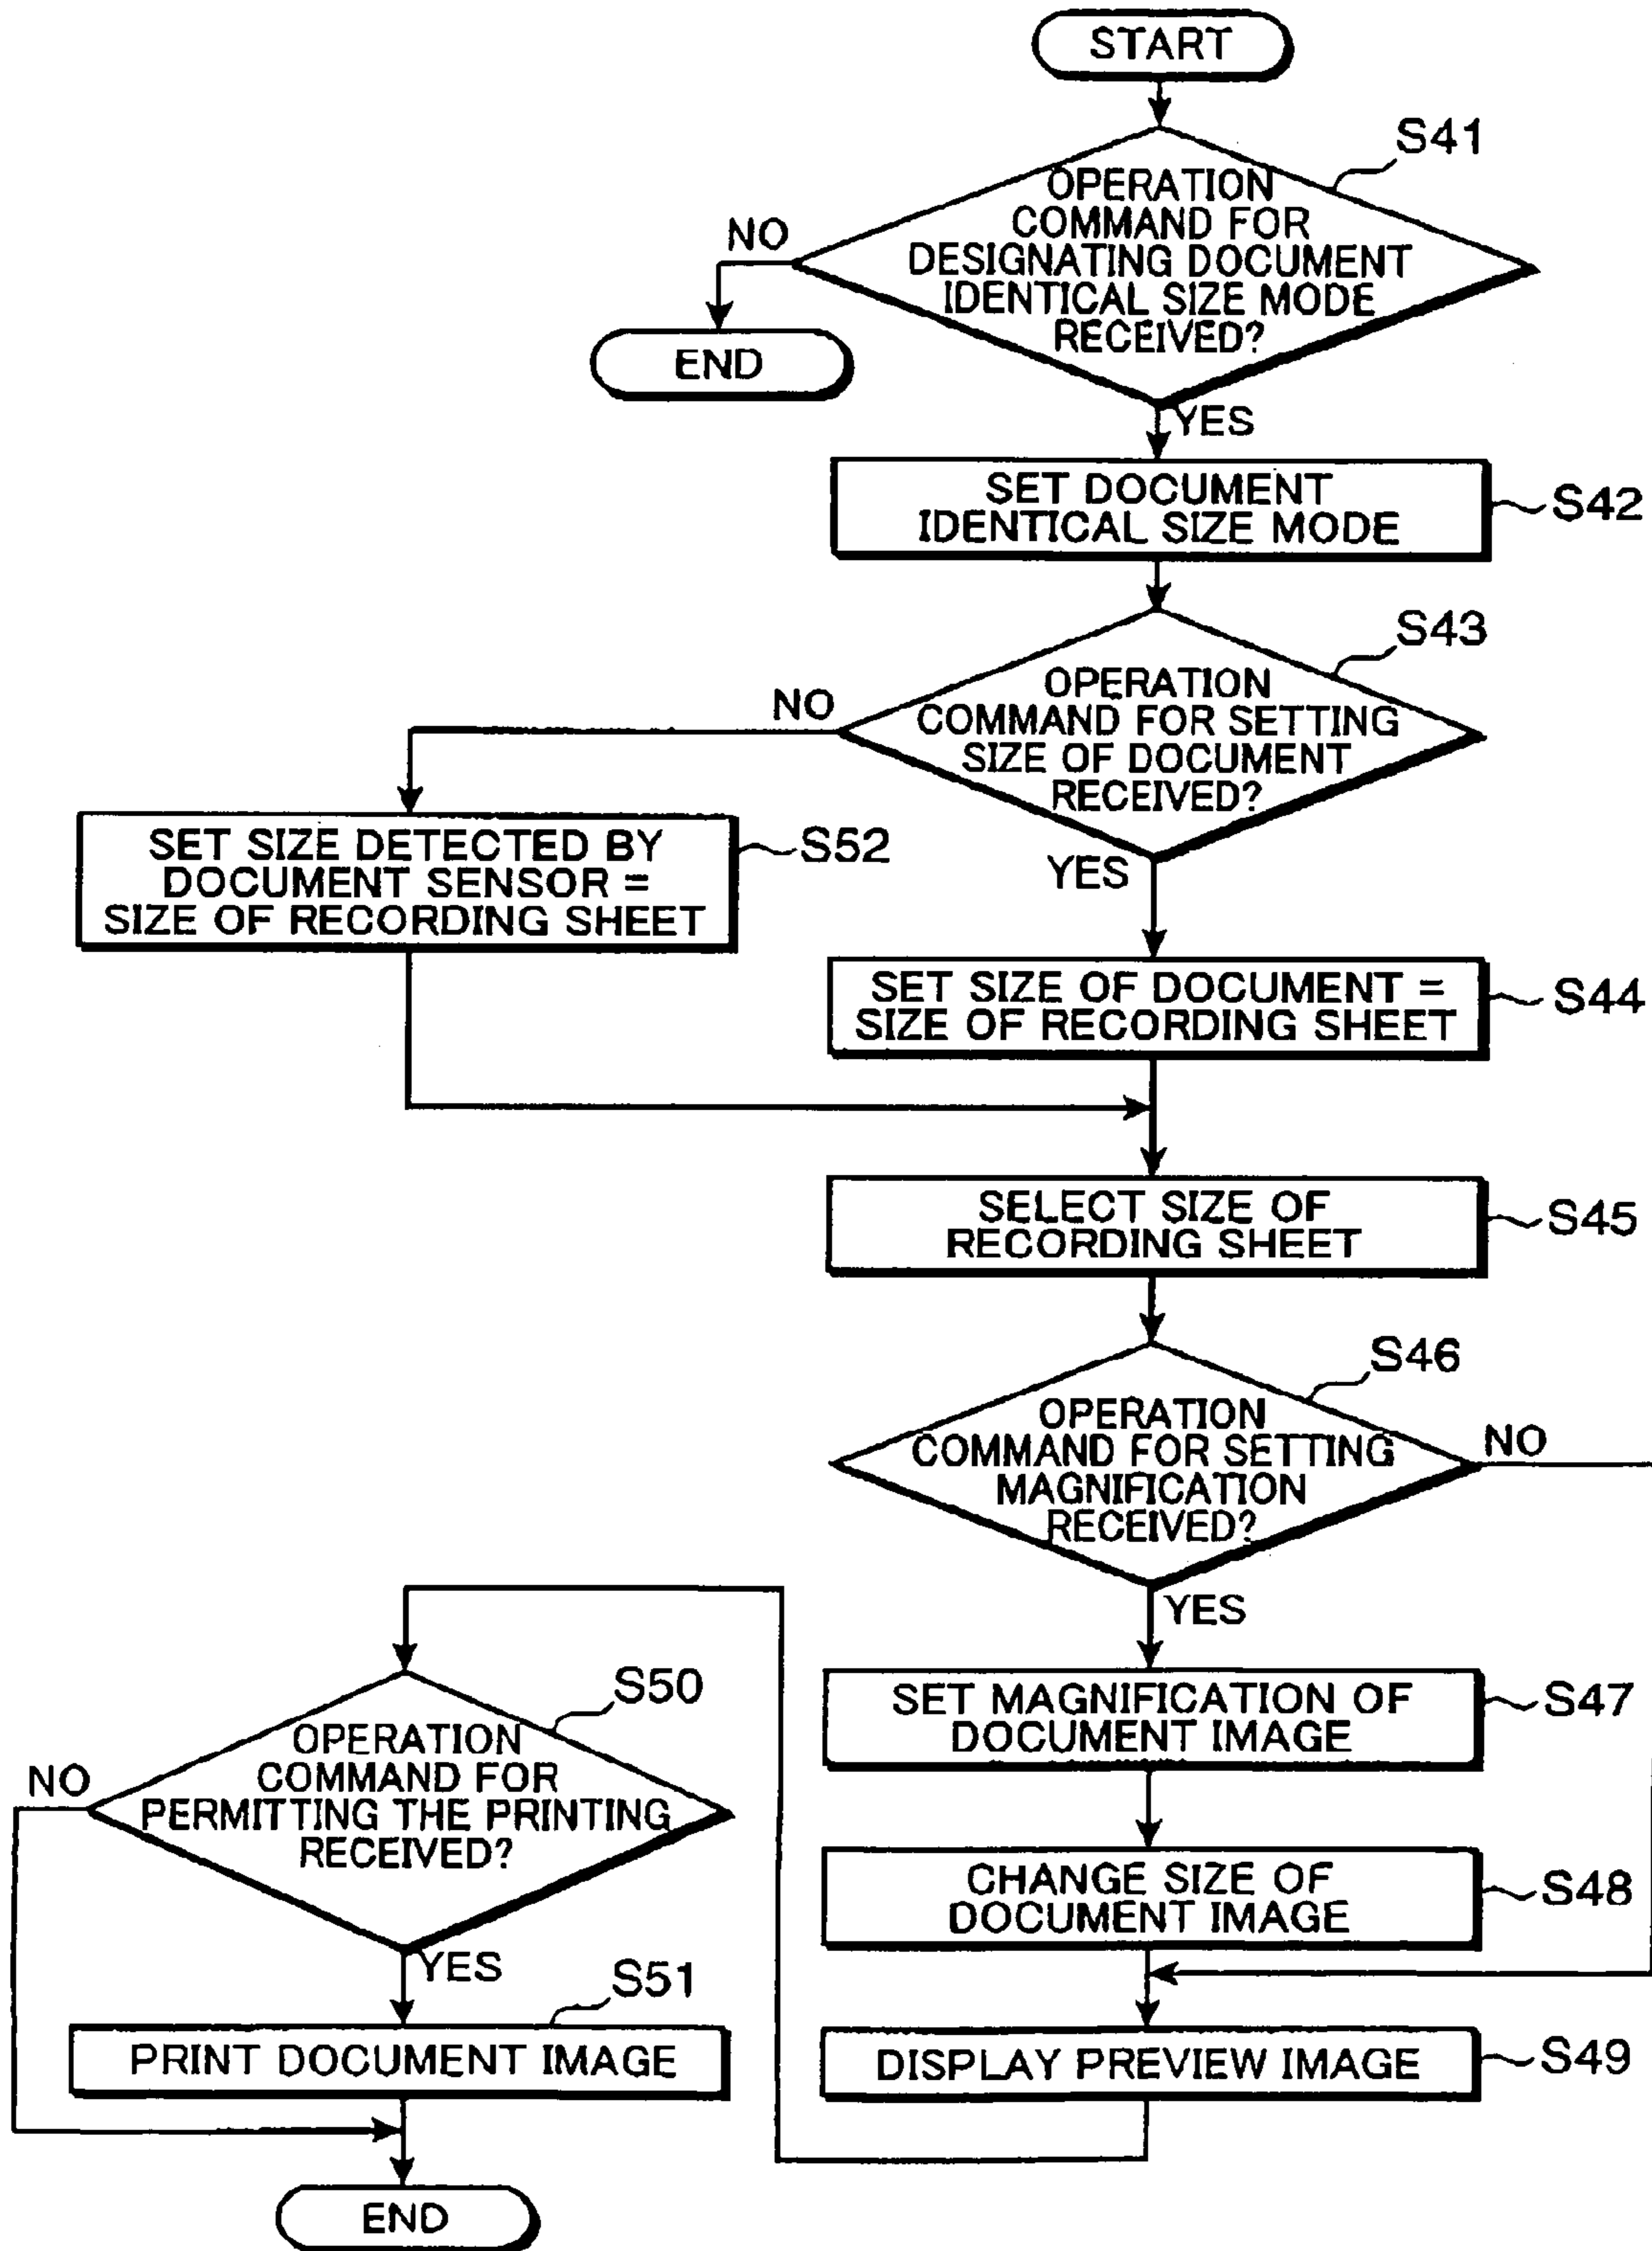 START
S41
OPERATION
COMMAND FOR
DESIGNATING DOCUMENT
IDENTICAL SIZE MODE
RECEIVED?
NO
END
YES
SET DOCUMENT
IDENTICAL SIZE MODE
S42
S43
OPERATION
COMMAND FOR SETTING
SIZE OF DOCUMENT
RECEIVED?
NO
SET SIZE DETECTED BY
DOCUMENT SENSOR =
SIZE OF RECORDING SHEET
S52
YES
SET SIZE OF DOCUMENT =
SIZE OF RECORDING SHEET
S44
SELECT SIZE OF
RECORDING SHEET
S45
S46
OPERATION
COMMAND FOR SETTING
MAGNIFICATION
RECEIVED?
NO
YES
SET MAGNIFICATION OF
DOCUMENT IMAGE
S47
CHANGE SIZE OF
DOCUMENT IMAGE
S48
DISPLAY PREVIEW IMAGE
S49
S50
OPERATION
COMMAND FOR
PERMITTING THE PRINTING
RECEIVED?
NO
YES
S51
PRINT DOCUMENT IMAGE
END